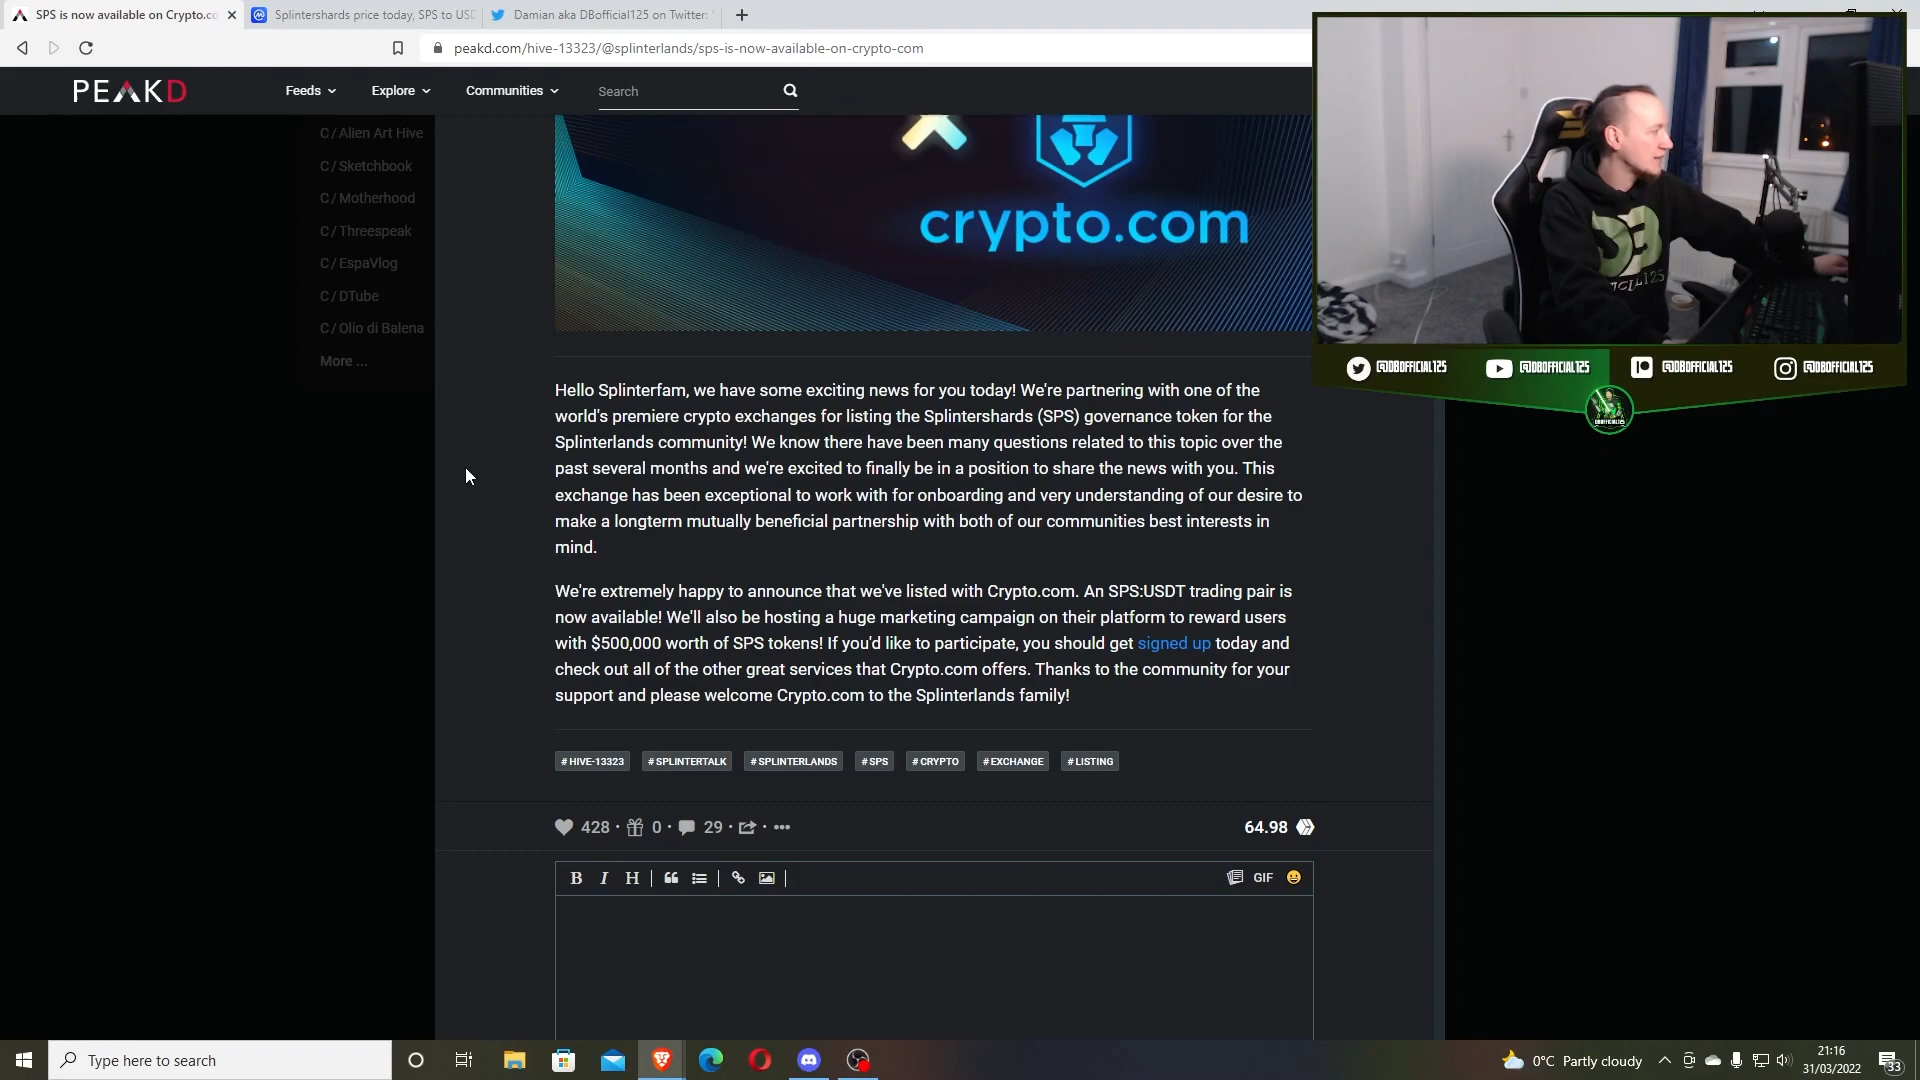 SPS is now available on Crypto.co
Splintershards price today, SPS to USD
Damian aka DBofficial125 on Twitter: "
peakd.com/hive-13323/@splinterlands/sps-is-now-available-on-crypto-com
PEAKD
Feeds
Explore
Communities
Search
C/Alien Art Hive
C/Sketchbook
C/Motherhood
C/Threespeak
C/EspaVlog
C/DTube
C/Olio di Balena
More ...
crypto.com
DB
@DBOFFICIAL125
@DBOFFICIAL125
@DBOFFICIAL125
@DBOFFICIAL125
Hello Splinterfam, we have some exciting news for you today! We're partnering with one of the
world's premiere crypto exchanges for listing the Splintershards (SPS) governance token for the
Splinterlands community! We know there have been many questions related to this topic over the
past several months and we're excited to finally be in a position to share the news with you. This
exchange has been exceptional to work with for onboarding and very understanding of our desire to
make a longterm mutually beneficial partnership with both of our communities best interests in
mind.
We're extremely happy to announce that we've listed with Crypto.com. An SPS:USDT trading pair is
now available! We'll also be hosting a huge marketing campaign on their platform to reward users
with $500,000 worth of SPS tokens! If you'd like to participate, you should get signed up today and
check out all of the other great services that Crypto.com offers. Thanks to the community for your
support and please welcome Crypto.com to the Splinterlands family!
# HIVE-13323 # SPLINTERTALK # SPLINTERLANDS # SPS # CRYPTO # EXCHANGE # LISTING
428 · 0 · 29 · · •••
64.98
B I H
GIF
Type here to search
0°C Partly cloudy
21:16
31/03/2022
33